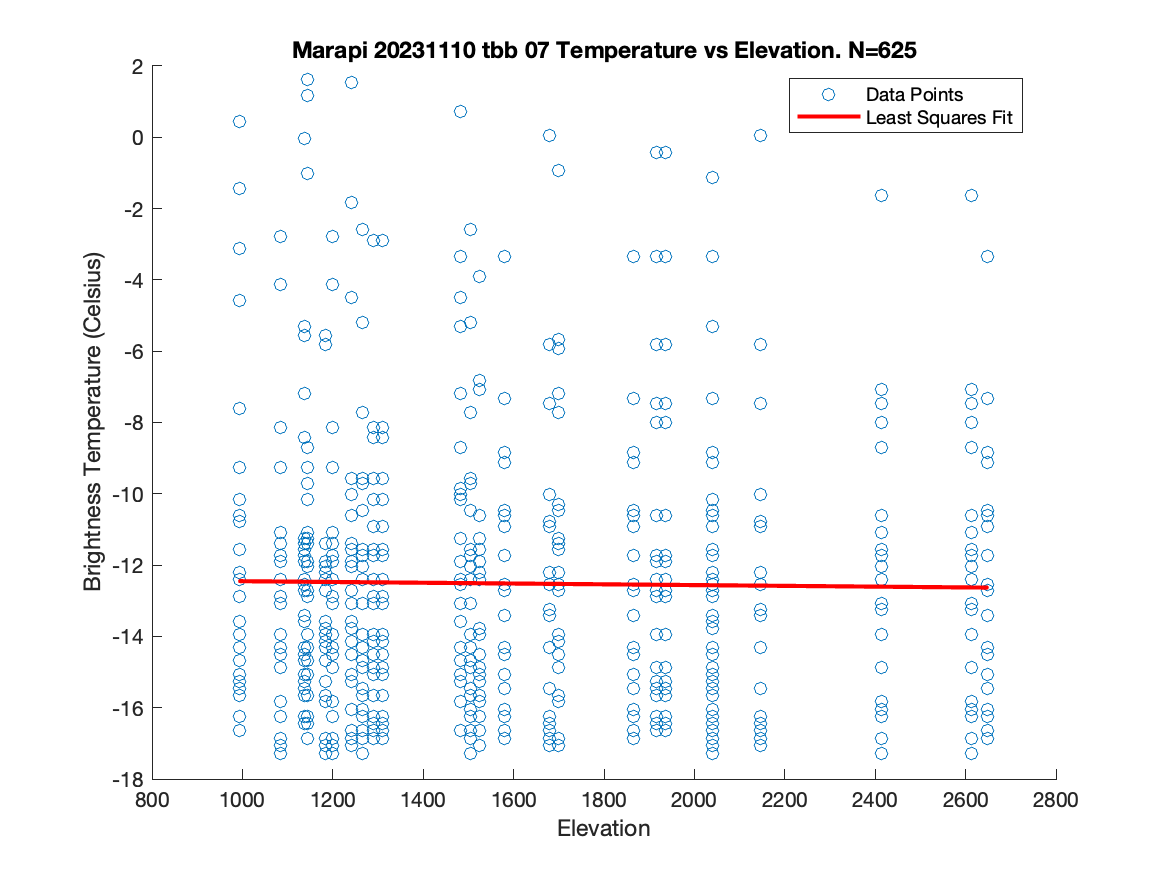 Marapi 20231110 tbb 07 Temperature vs Elevation. N=625
Data Points
Least Squares Fit
2
0
-2
-4
-6
-8
-10
-12
-14
-16
-18
Brightness Temperature (Celsius)
800 1000 1200 1400 1600 1800 2000 2200 2400 2600 2800
Elevation